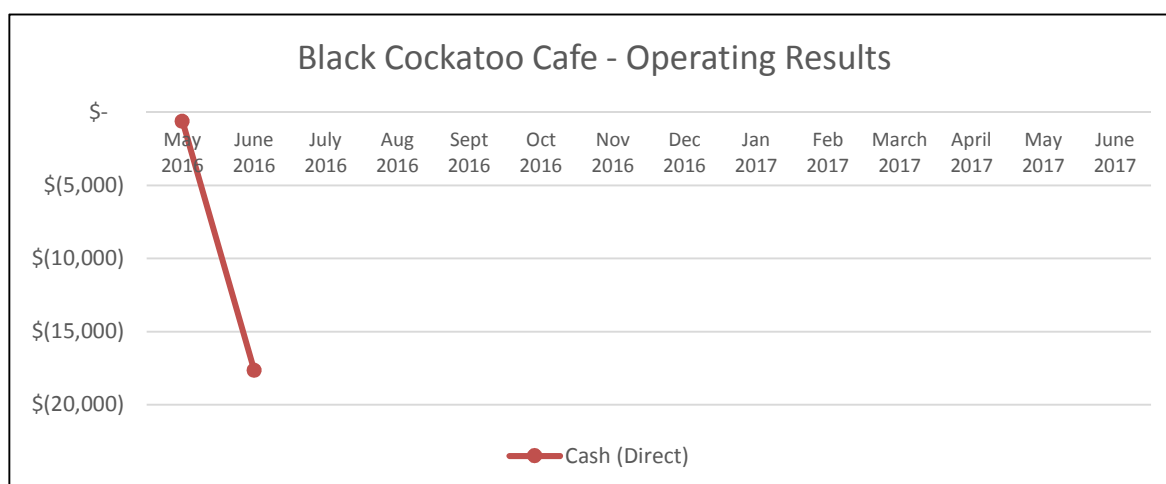 Black Cockatoo Cafe - Operating Results
$-
May June July Aug Sept Oct Nov Dec Jan Feb March April May June
2016 2016 2016 2016 2016 2016 2016 2016 2017 2017 2017 2017 2017 2017
$(5,000)
$(10,000)
$(15,000)
$(20,000)
Cash (Direct)